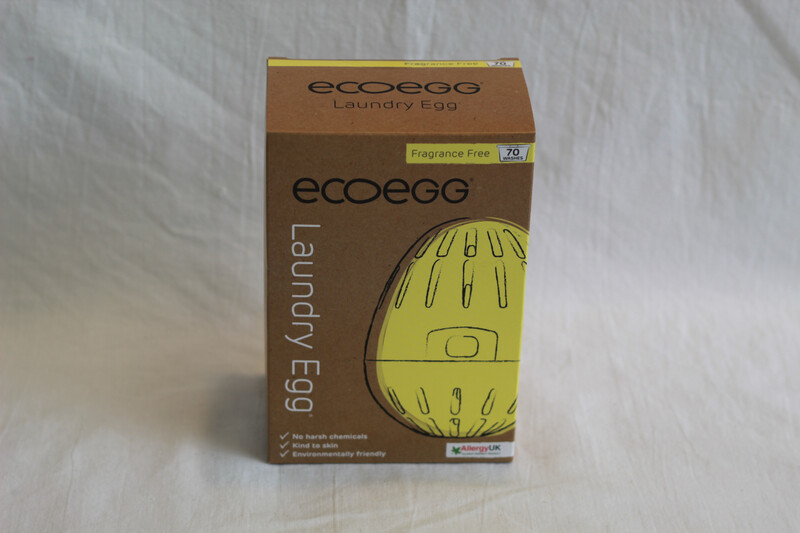 Fragrance Free 70
ecoegg
Laundry Egg
Fragrance Free 70 WASHES
ecoegg®
Laundry Egg®
No harsh chemicals
Kind to skin
Environmentally friendly
AllergyUK